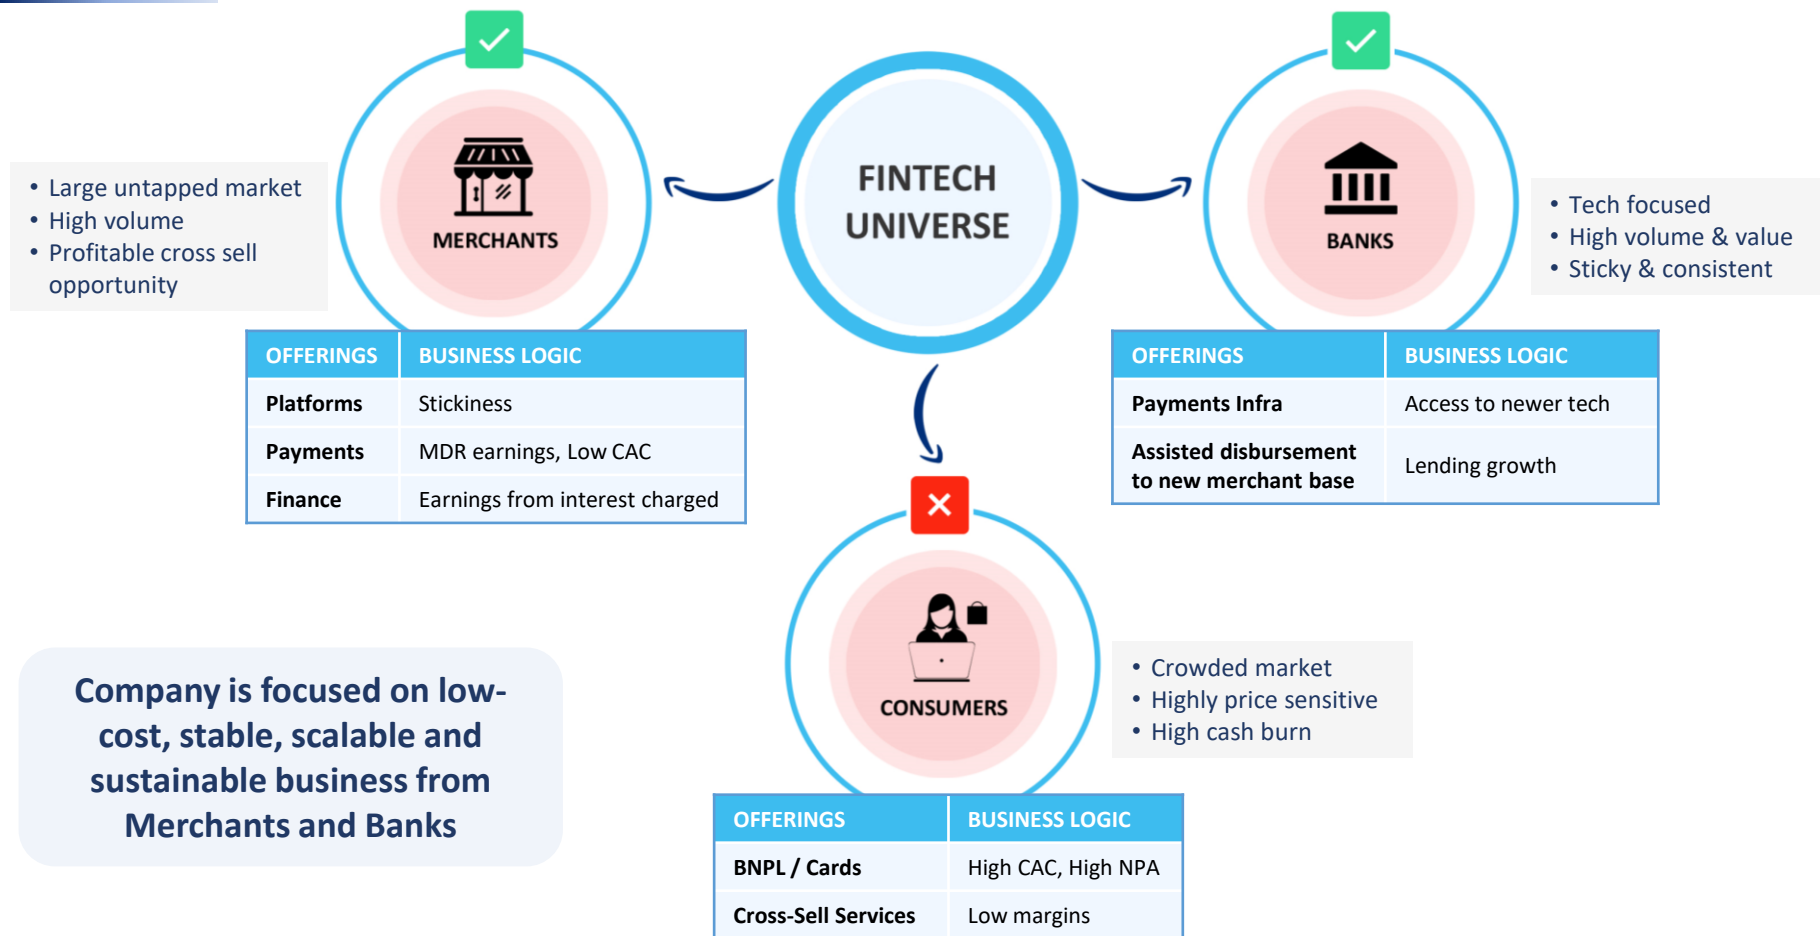 FINTECH
UNIVERSE
MERCHANTS
• Large untapped market
• High volume
• Profitable cross sell
opportunity
OFFERINGS BUSINESS LOGIC
Platforms Stickiness
Payments MDR earnings, Low CAC
Finance Earnings from interest charged
BANKS
• Tech focused
• High volume & value
• Sticky & consistent
OFFERINGS BUSINESS LOGIC
Payments Infra Access to newer tech
Assisted disbursement
to new merchant base Lending growth
CONSUMERS
• Crowded market
• Highly price sensitive
• High cash burn
OFFERINGS BUSINESS LOGIC
BNPL / Cards High CAC, High NPA
Cross-Sell Services Low margins
Company is focused on low-
cost, stable, scalable and
sustainable business from
Merchants and Banks